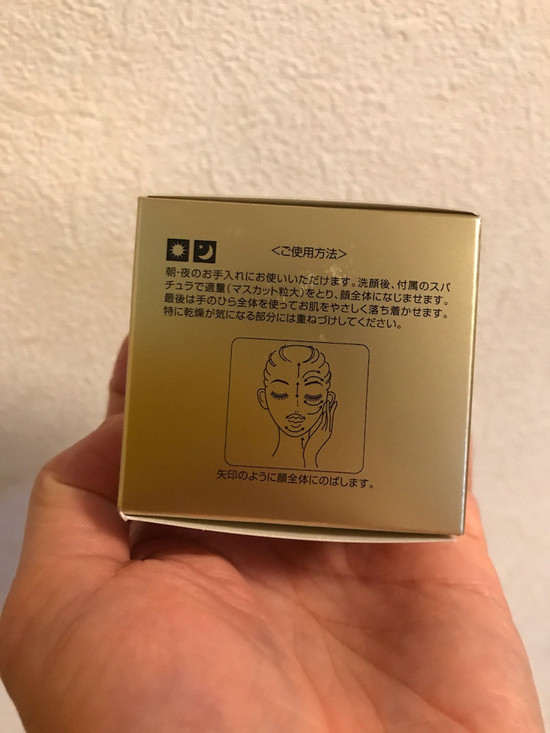 <ご使用方法>
朝・夜のお手入れにお使いいただけます。洗顔後、付属のスパ
チュラで適量(マスカット粒大)をとり、顔全体になじませます。
最後は手のひら全体を使ってお肌をやさしく落ち着かせます。
特に乾燥が気になる部分には重ねづけしてください。
矢印のように顔全体にのばします。